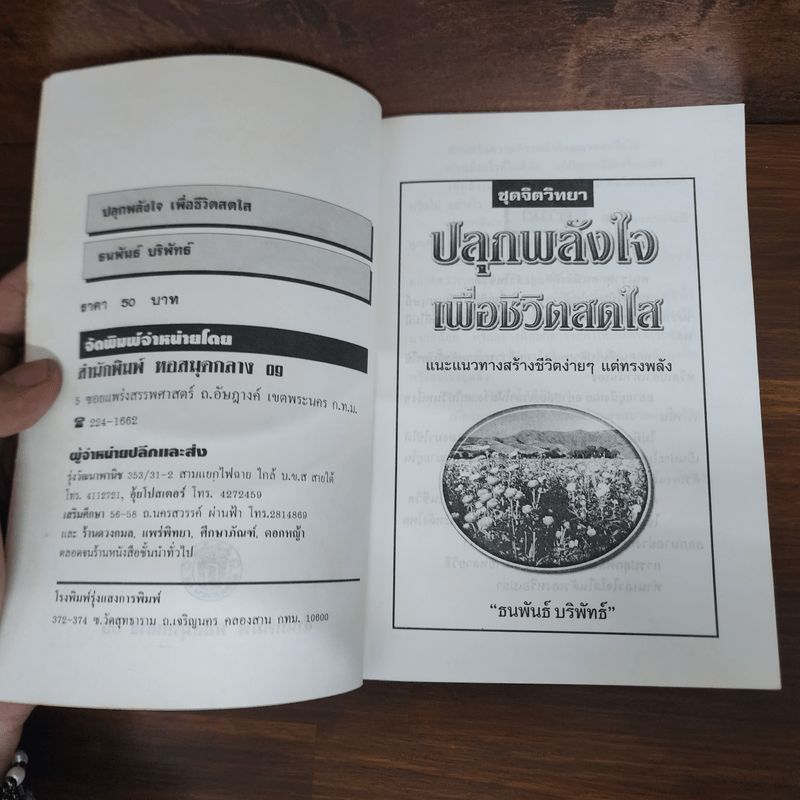 ปลุกพลังใจ เพื่อชีวิตสดใส
ธนพันธ์ บริพัทธ์
ราคา 50 บาท
จัดพิมพ์จำหน่ายโดย
สำนักพิมพ์ หอสมุดกลาง 09
5 ซอยแพร่งสรรพศาสตร์ ถ.อัษฎางค์ เขตพระนคร ก.ท.ม.
☎ 224-1662
ผู้จำหน่ายปลีกและส่ง
รุ่งวัฒนาพานิช 353/31-2 สามแยกไฟฉาย ใกล้ บ.ข.ส สายใต้
โทร. 4112721, อุ้ยโปสเตอร์ โทร. 4272459
เสริมศึกษา 56-58 ถ.นครสวรรค์ ผ่านฟ้า โทร.2814869
และ ร้านดวงกมล, แพร่พิทยา, ศึกษาภัณฑ์, ดอกหญ้า
ตลอดจนร้านหนังสือชั้นนำทั่วไป
โรงพิมพ์รุ่งแสงการพิมพ์
372-374 ซ.วัดสุทธาราม ถ.เจริญนคร คลองสาน กทม. 10600
ชุดจิตวิทยา
ปลุกพลังใจ
เพื่อชีวิตสดใส
แนะแนวทางสร้างชีวิตง่ายๆ แต่ทรงพลัง
“ธนพันธ์ บริพัทธ์”